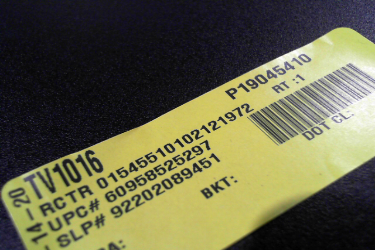 P19045410
RT :1
TV1016
RCTR 01545510102121972
UPC# 60958525297
SLP# 92202089451
BKT:
DOT CL:
14-20